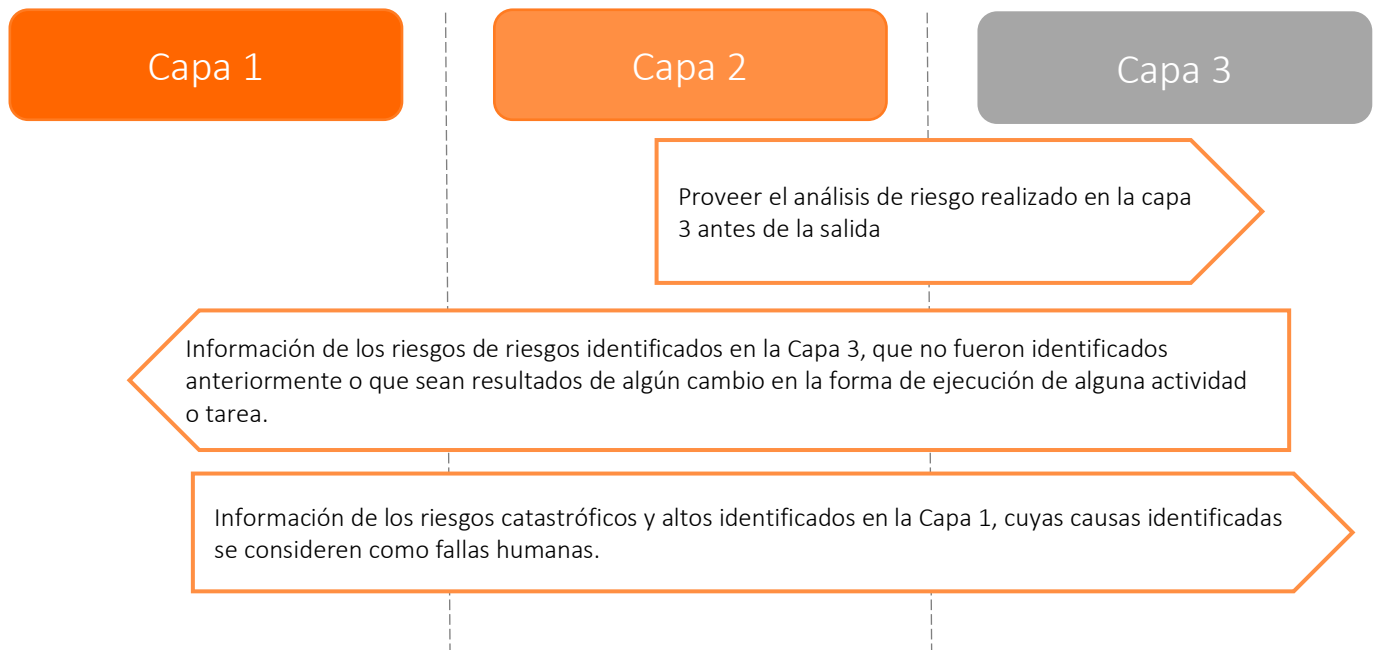 Capa 1
Capa 2
Capa 3
Proveer el análisis de riesgo realizado en la capa
3 antes de la salida
Información de los riesgos de riesgos identificados en la Capa 3, que no fueron identificados
anteriormente o que sean resultados de algún cambio en la forma de ejecución de alguna actividad
o tarea.
Información de los riesgos catastróficos y altos identificados en la Capa 1, cuyas causas identificadas
se consideren como fallas humanas.